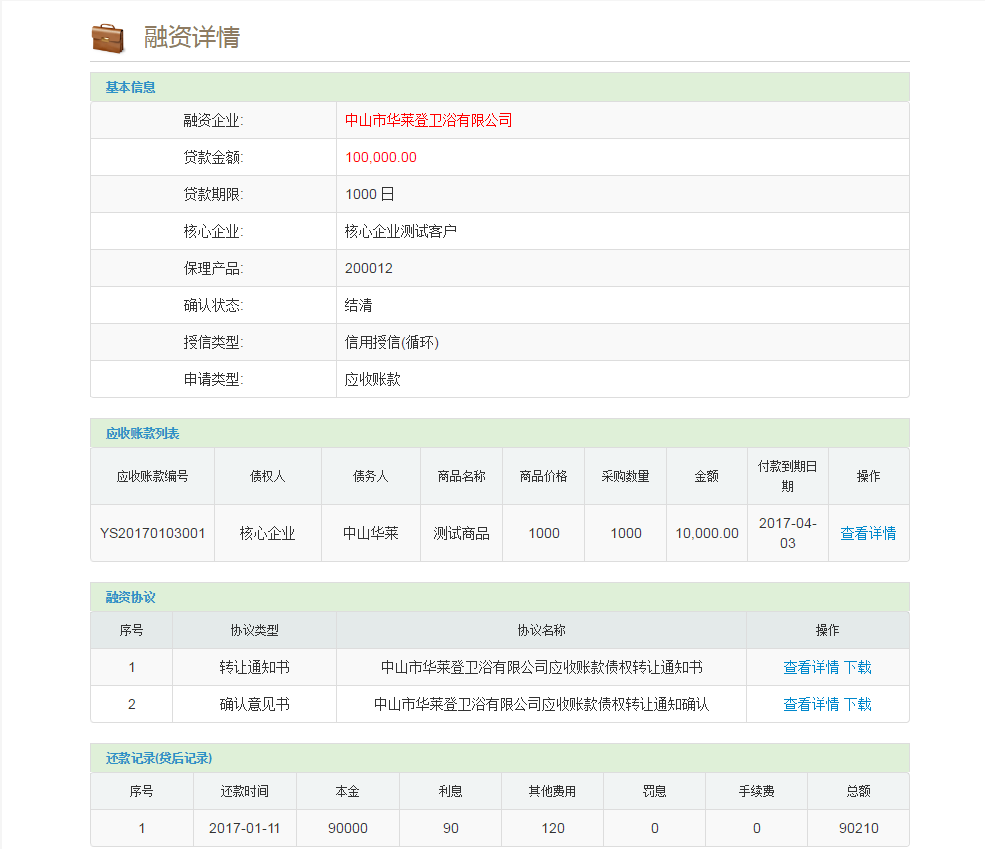 融资详情
基本信息
融资企业: 中山市华莱登卫浴有限公司
贷款金额: 100,000.00
贷款期限: 1000 日
核心企业: 核心企业测试客户
保理产品: 200012
确认状态: 结清
授信类型: 信用授信(循环)
申请类型: 应收账款
应收账款列表
应收账款编号 债权人 债务人 商品名称 商品价格 采购数量 金额 付款到期日期 操作
YS20170103001 核心企业 中山华莱 测试商品 1000 1000 10,000.00 2017-04-03 查看详情
融资协议
序号 协议类型 协议名称 操作
1 转让通知书 中山市华莱登卫浴有限公司应收账款债权转让通知书 查看详情 下载
2 确认意见书 中山市华莱登卫浴有限公司应收账款债权转让通知确认 查看详情 下载
还款记录(贷后记录)
序号 还款时间 本金 利息 其他费用 罚息 手续费 总额
1 2017-01-11 90000 90 120 0 0 90210